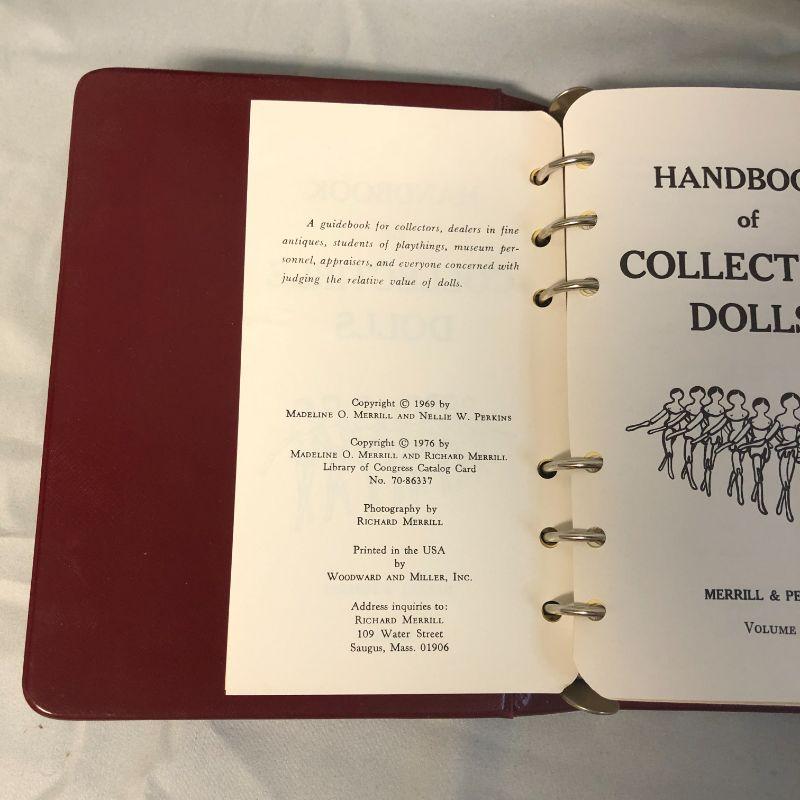 A guidebook for collectors, dealers in fine
antiques, students of playthings, museum per-
sonnel, appraisers, and everyone concerned with
judging the relative value of dolls.
Copyright © 1969 by
MADELINE O. MERRILL AND NELLIE W. PERKINS
Copyright © 1976 by
MADELINE O. MERRILL AND RICHARD MERRILL
Library of Congress Catalog Card
No. 70-86337
Photography by
RICHARD MERRILL
Printed in the USA
by
WOODWARD AND MILLER, INC.
Address inquiries to:
RICHARD MERRILL
109 Water Street
Saugus, Mass. 01906
HANDBOO
of
COLLECT
DOLLS
MERRILL & PE
VOLUME